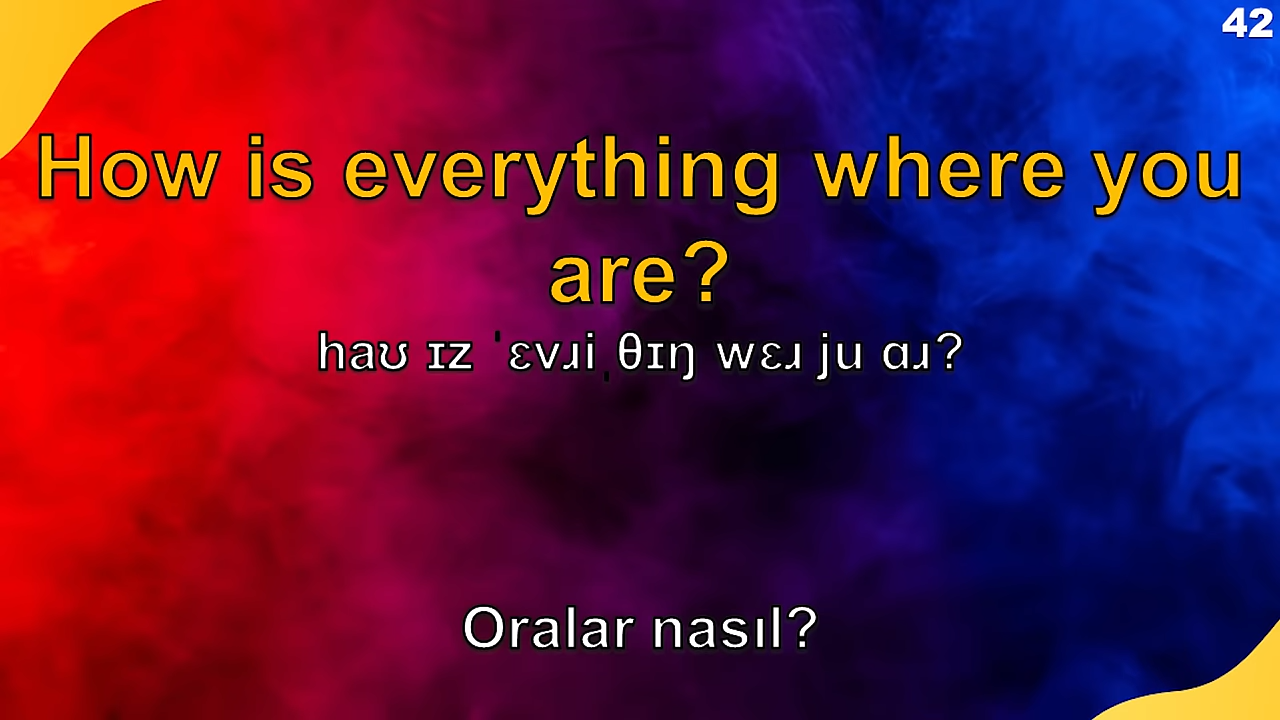 42
How is everything where you
are?
haʊ ɪz ˈɛvɹiˌθɪŋ wɛɹ ju ɑɹ?
Oralar nasıl?